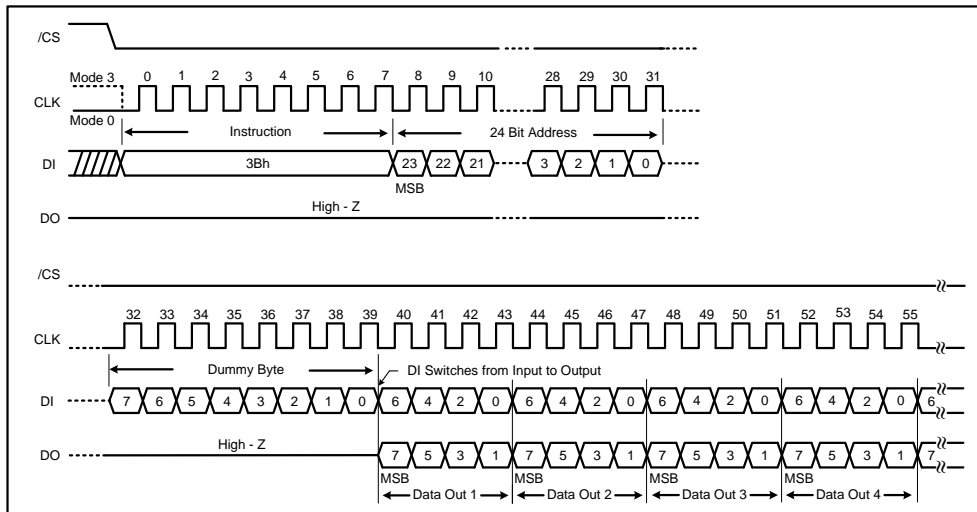 /CS
Mode 3 0 1 2 3 4 5 6 7 8 9 10 28 29 30 31
CLK
Mode 0
Instruction 24 Bit Address
DI 3Bh 23 22 21 3 2 1 0
MSB
High - Z
DO
/CS
32 33 34 35 36 37 38 39 40 41 42 43 44 45 46 47 48 49 50 51 52 53 54 55
CLK
Dummy Byte DI Switches from Input to Output
DI 7 6 5 4 3 2 1 0 6 4 2 0 6 4 2 0 6 4 2 0 6 4 2 0 6
High - Z
DO 7 5 3 1 7 5 3 1 7 5 3 1 7 5 3 1 7
MSB MSB MSB MSB
Data Out 1 Data Out 2 Data Out 3 Data Out 4